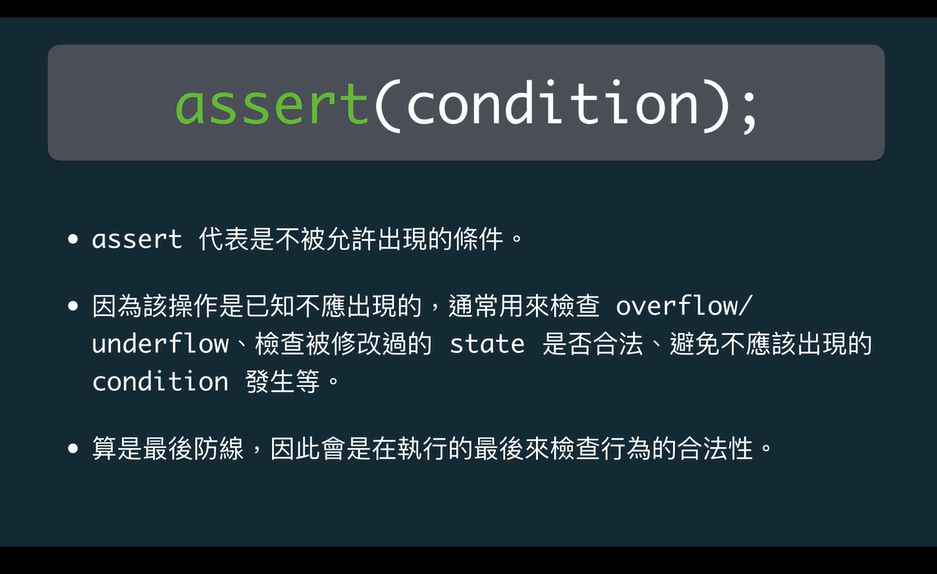 assert(condition);
• assert 代表是不被允許出現的條件。
• 因為該操作是已知不應出現的，通常用來檢查 overflow/
underflow、檢查被修改過的 state 是否合法、避免不應該出現的
condition 發生等。
• 算是最後防線，因此會是在執行的最後來檢查行為的合法性。